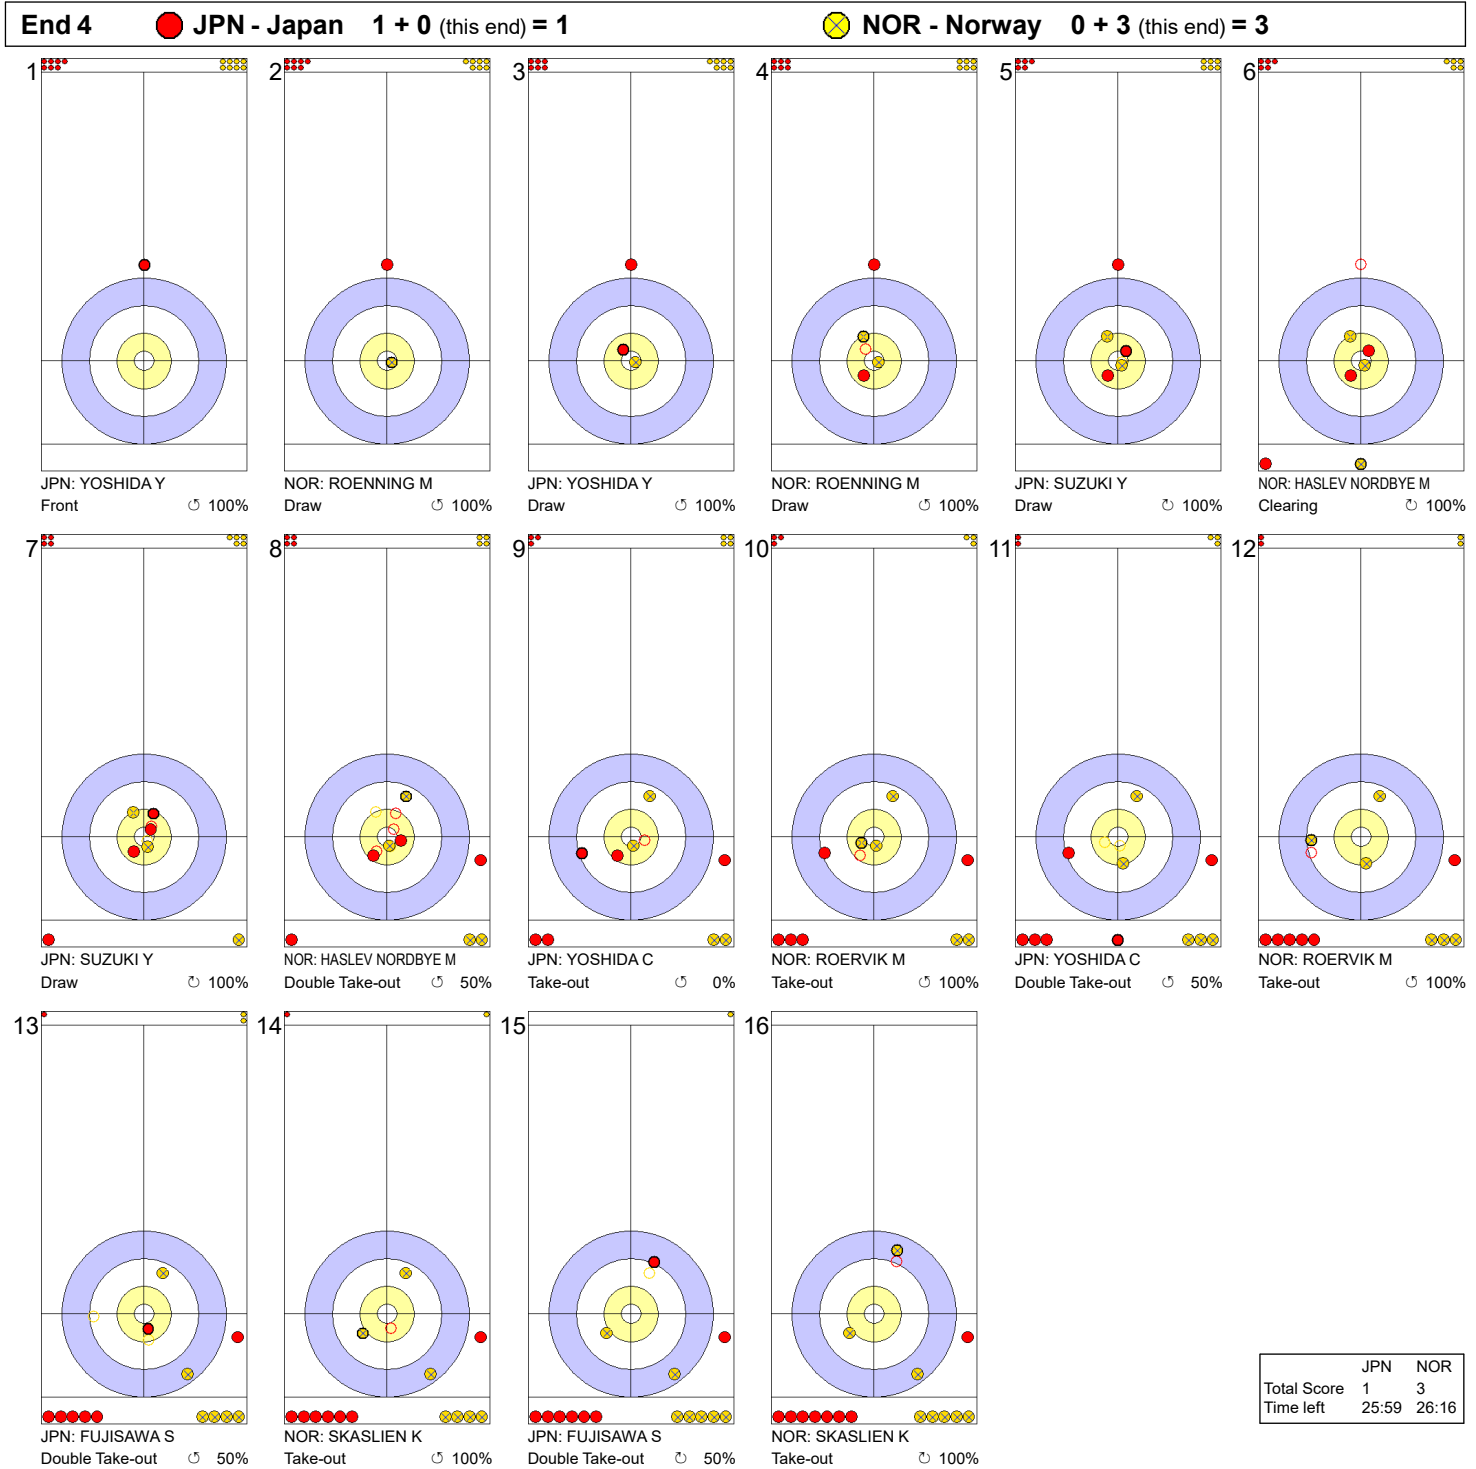 End 4 JPN - Japan 1 + 0 (this end) = 1 NOR - Norway 0 + 3 (this end) = 3
1 2 3 4 5 6
JPN: YOSHIDA Y NOR: ROENNING M JPN: YOSHIDA Y NOR: ROENNING M JPN: SUZUKI Y NOR: HASLEV NORDBYE M
Front ↺ 100% Draw ↺ 100% Draw ↺ 100% Draw ↺ 100% Draw ↻ 100% Clearing ↻ 100%
7 8 9 10 11 12
JPN: SUZUKI Y NOR: HASLEV NORDBYE M JPN: YOSHIDA C NOR: ROERVIK M JPN: YOSHIDA C NOR: ROERVIK M
Draw ↻ 100% Double Take-out ↺ 50% Take-out ↺ 0% Take-out ↺ 100% Double Take-out ↺ 50% Take-out ↻ 100%
13 14 15 16
JPN: FUJISAWA S NOR: SKASLIEN K JPN: FUJISAWA S NOR: SKASLIEN K
Double Take-out ↺ 50% Take-out ↺ 100% Double Take-out ↻ 50% Take-out ↻ 100%
JPN NOR
Total Score 1 3
Time left 25:59 26:16